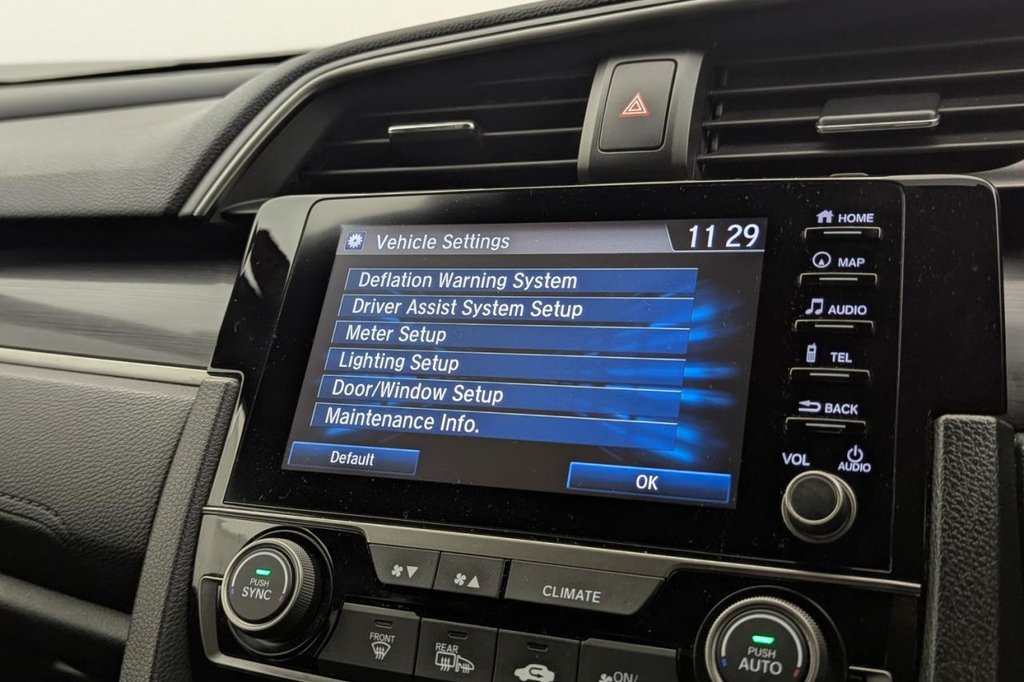 Vehicle Settings 11 29
Deflation Warning System
Driver Assist System Setup
Meter Setup
Lighting Setup
Door/Window Setup
Maintenance Info.
Default
OK
HOME
MAP
AUDIO
TEL
BACK
VOL AUDIO
PUSH
SYNC
CLIMATE
FRONT
REAR
ON/
PUSH
AUTO